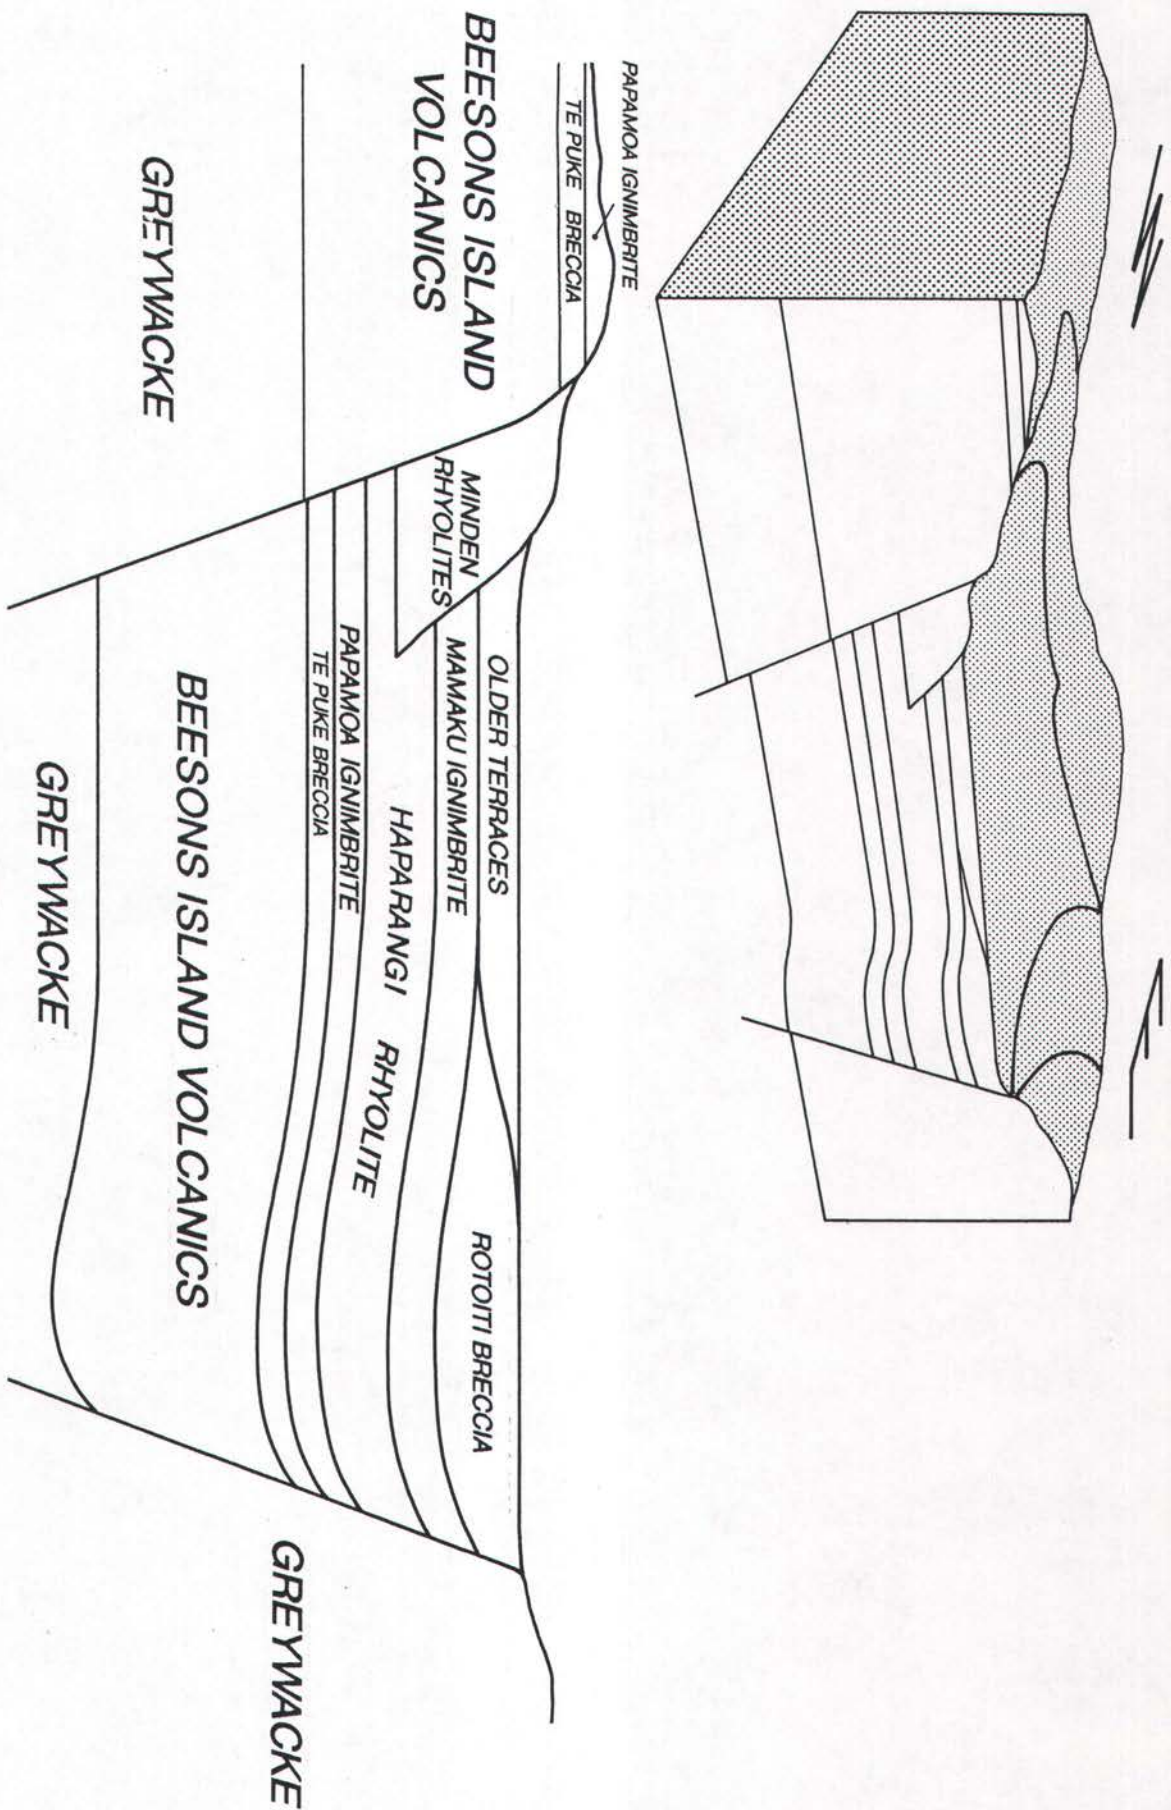 PAPAMOA IGNIMBRITE
TE PUKE BRECCIA
BEESONS ISLAND
VOLCANICS
GREYWACKE
MINDEN
RHYOLITES
OLDER TERRACES
MAMAKU IGNIMBRITE
HAPARANGI RHYOLITE
PAPAMOA IGNIMBRITE
TE PUKE BRECCIA
BEESONS ISLAND VOLCANICS
GREYWACKE
ROTOITI BRECCIA
GREYWACKE